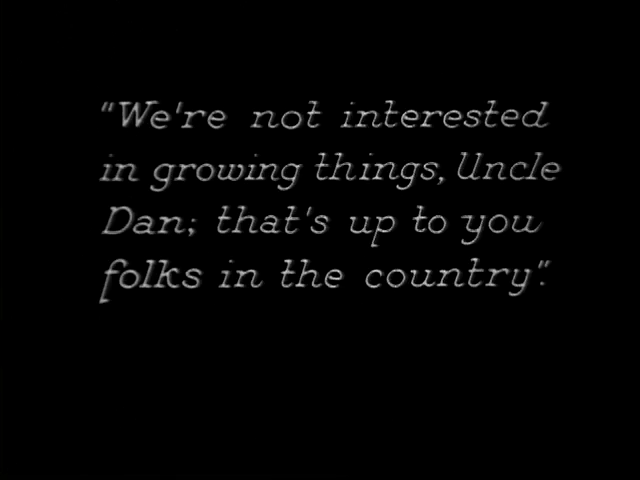 "We're not interested
in growing things, Uncle
Dan; that's up to you
folks in the country".